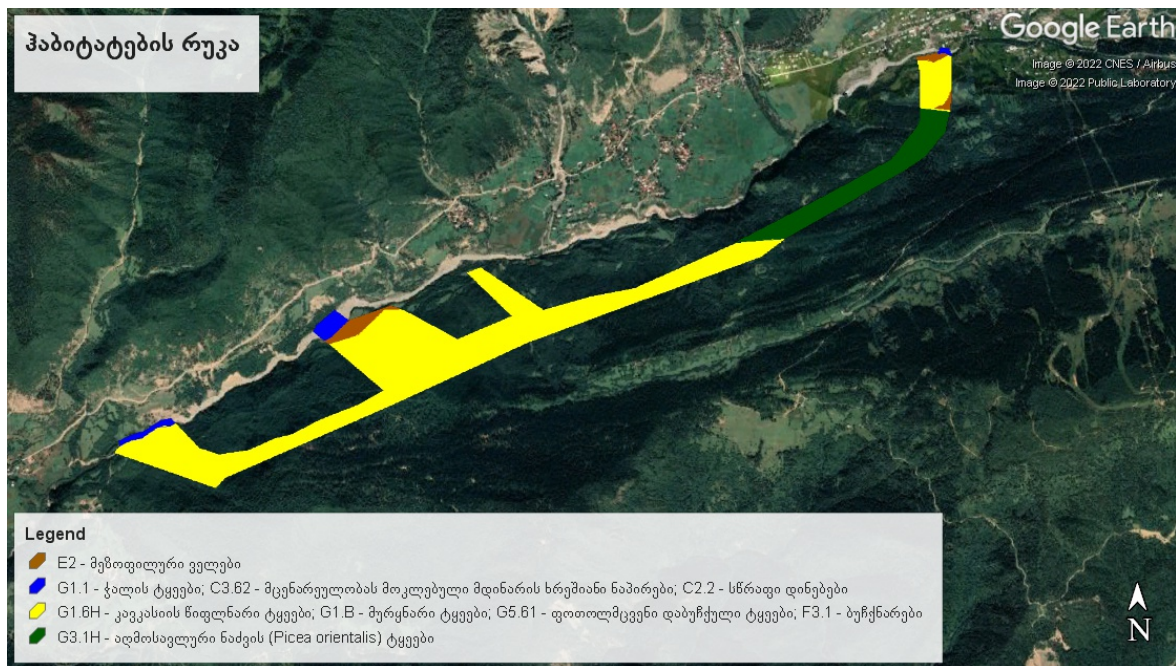 ჰაბიტატების რუკა
Google Earth
Image © 2022 CNES / Airbus
Image © 2022 Public Laboratory
Legend
E2 - მეზოფილური ველები
G1.1 - ჭალის ტყეები; C3.62 - მცენარეულობას მოკლებული მდინარის ხრეშიანი ნაპირები; C2.2 - სწრაფი დინებები
G1.6H - კავკასიის წიფლნარი ტყეები; G1.B - მურყნარი ტყეები; G5.61 - ფოთოლმცვენი დაბუჩქული ტყეები; F3.1 - ბუჩქნარები
G3.1H - აღმოსავლური ნაძვის (Picea orientalis) ტყეები
N